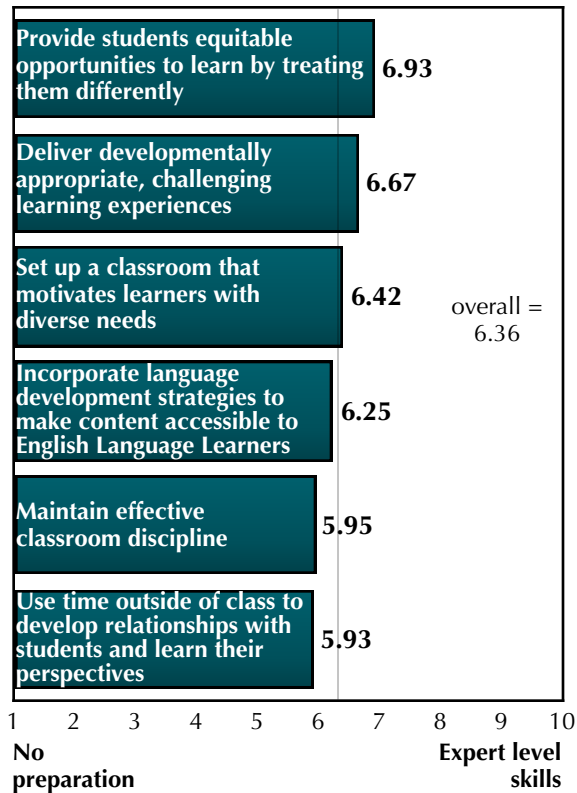 Provide students equitable
opportunities to learn by treating
them differently
6.93
Deliver developmentally
appropriate, challenging
learning experiences
6.67
Set up a classroom that
motivates learners with
diverse needs
6.42
overall =
6.36
Incorporate language
development strategies to
make content accessible to
English Language Learners
6.25
Maintain effective
classroom discipline
5.95
Use time outside of class to
develop relationships with
students and learn their
perspectives
5.93
1 2 3 4 5 6 7 8 9 10
No
preparation
Expert level
skills